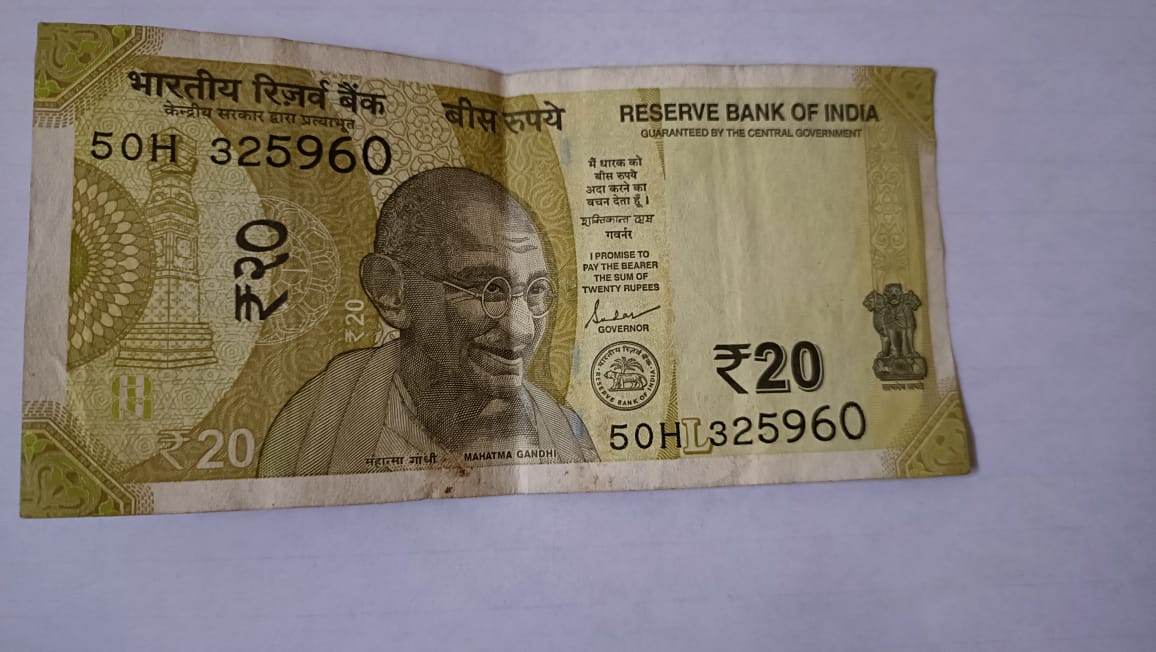 भारतीय रिज़र्व बैंक
केन्द्रीय सरकार द्वारा प्रत्याभूत
50H 325960
बीस रुपये
RESERVE BANK OF INDIA
GUARANTEED BY THE CENTRAL GOVERNMENT
मैं धारक को
बीस रुपये
अदा करने का
वचन देता हूँ।
शक्तिकान्त दास
गवर्नर
I PROMISE TO
PAY THE BEARER
THE SUM OF
TWENTY RUPEES
GOVERNOR
भारतीय रिज़र्व बैंक
RESERVE BANK OF INDIA
₹२०
₹20
₹20
महात्मा गांधी
MAHATMA GANDHI
₹20
सत्यमेव जयते
50H L 325960